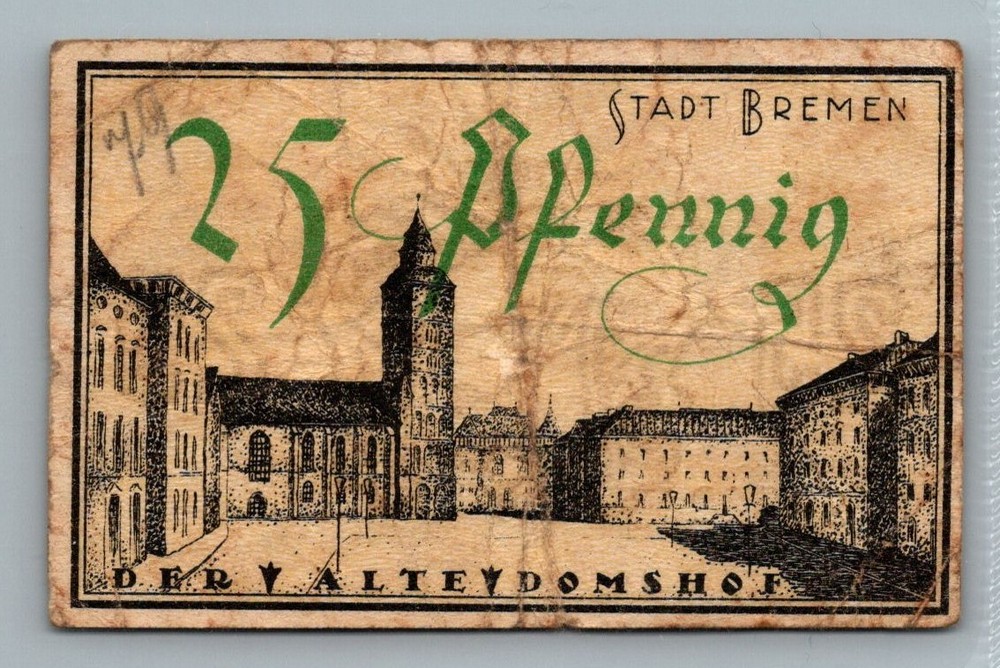 STADT BREMEN
25 Pfennig
DER ALTE DOMSHOF